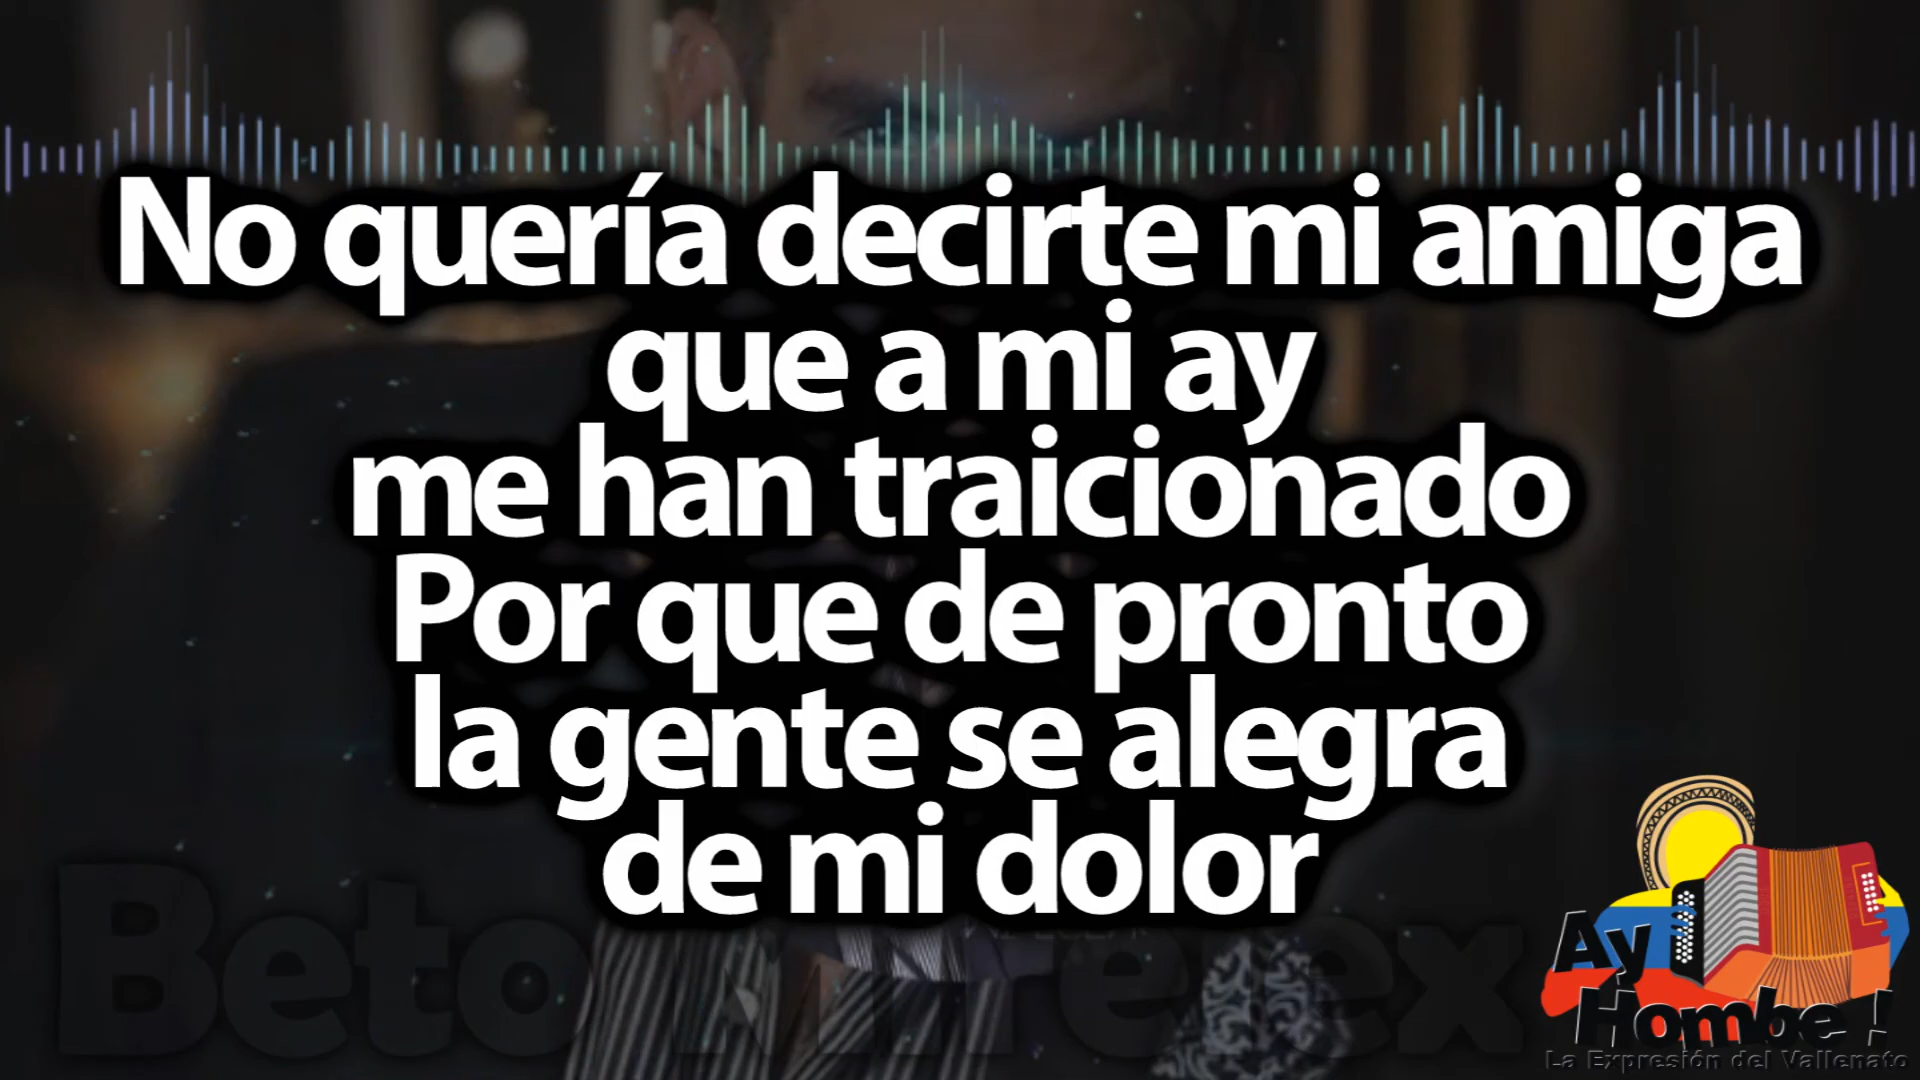 No quería decirte mi amiga
que a mi ay
me han traicionado
Por que de pronto
la gente se alegra
de mi dolor
Beto
Ay
Hombe !
La Expresión del Vallenato